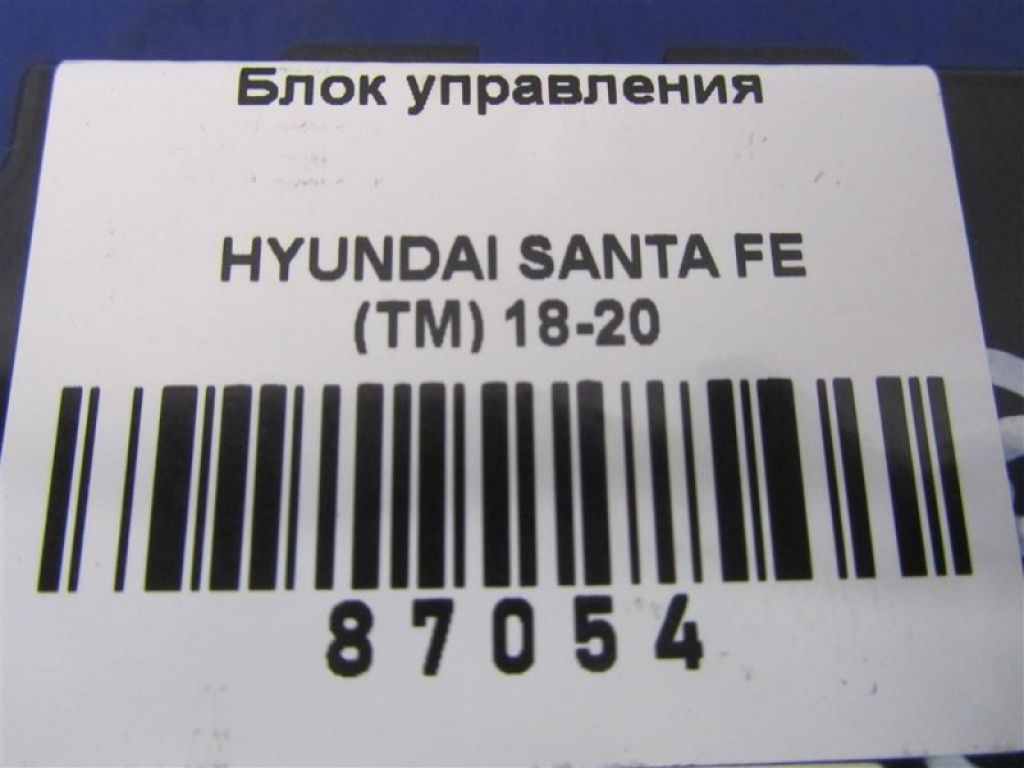 Блок управления
HYUNDAI SANTA FE
(TM) 18-20
87054